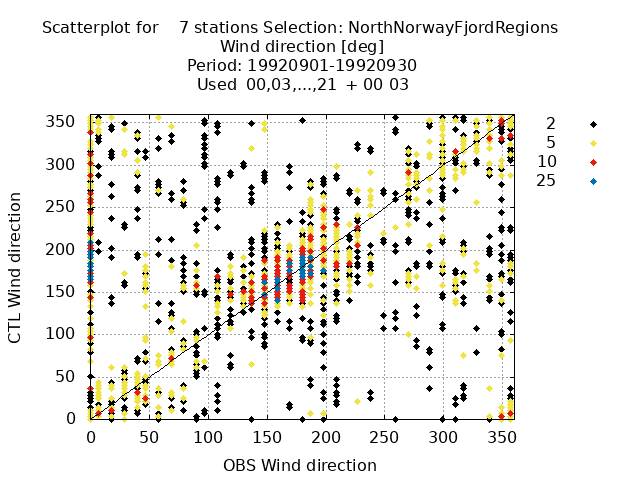 Scatterplot for 7 stations Selection: NorthNorwayFjordRegions
Wind direction [deg]
Period: 19920901-19920930
Used 00,03,...,21 + 00 03
2
5
10
25
CTL Wind direction
350
300
250
200
150
100
50
0
0 50 100 150 200 250 300 350
OBS Wind direction